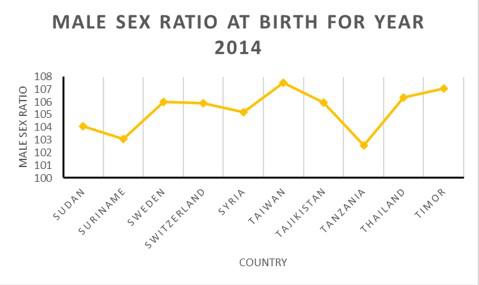 MALE SEX RATIO AT BIRTH FOR YEAR
2014
MALE SEX RATIO
108
107
106
105
104
103
102
101
100
SUDAN
SURINAME
SWEDEN
SWITZERLAND
SYRIA
TAIWAN
TAJIKISTAN
TANZANIA
THAILAND
TIMOR
COUNTRY